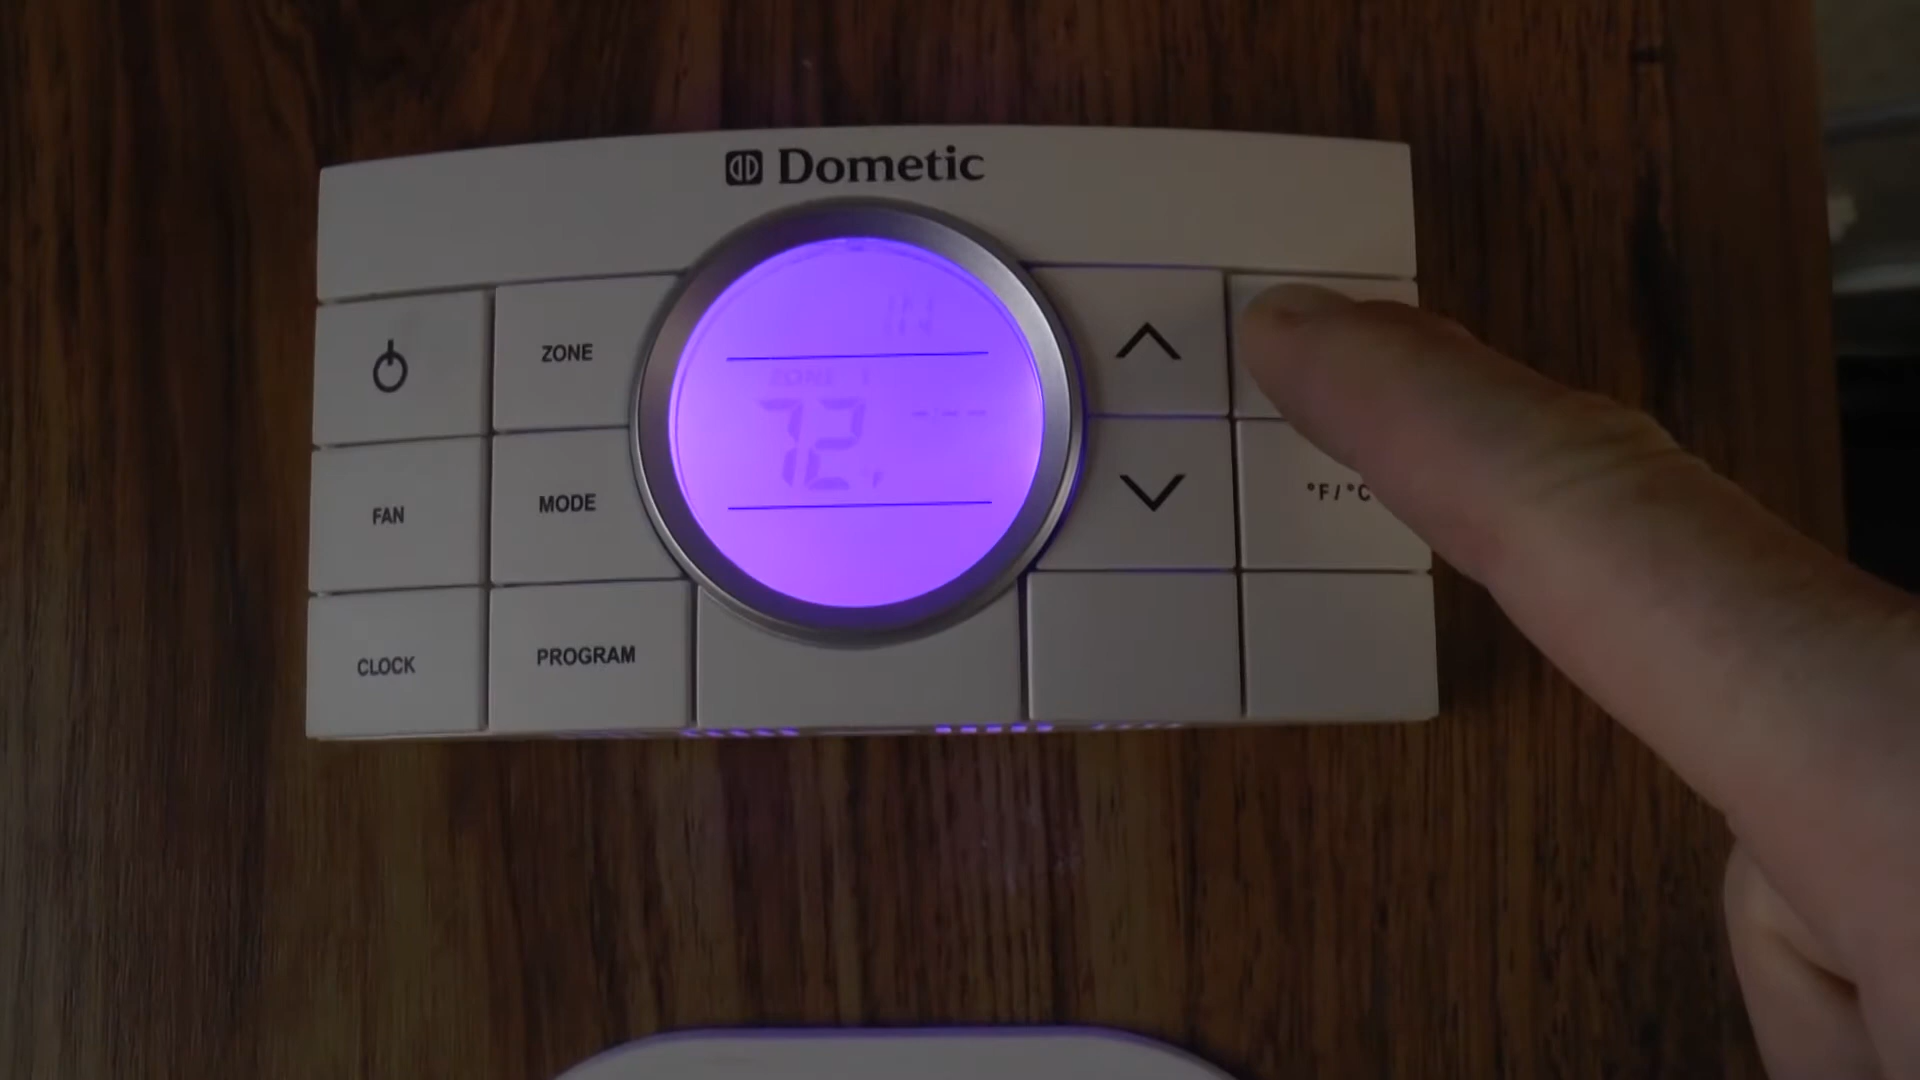 Dometic
ZONE
ZONE 1
72 F
--:--
MODE
FAN
°F/°C
CLOCK
PROGRAM